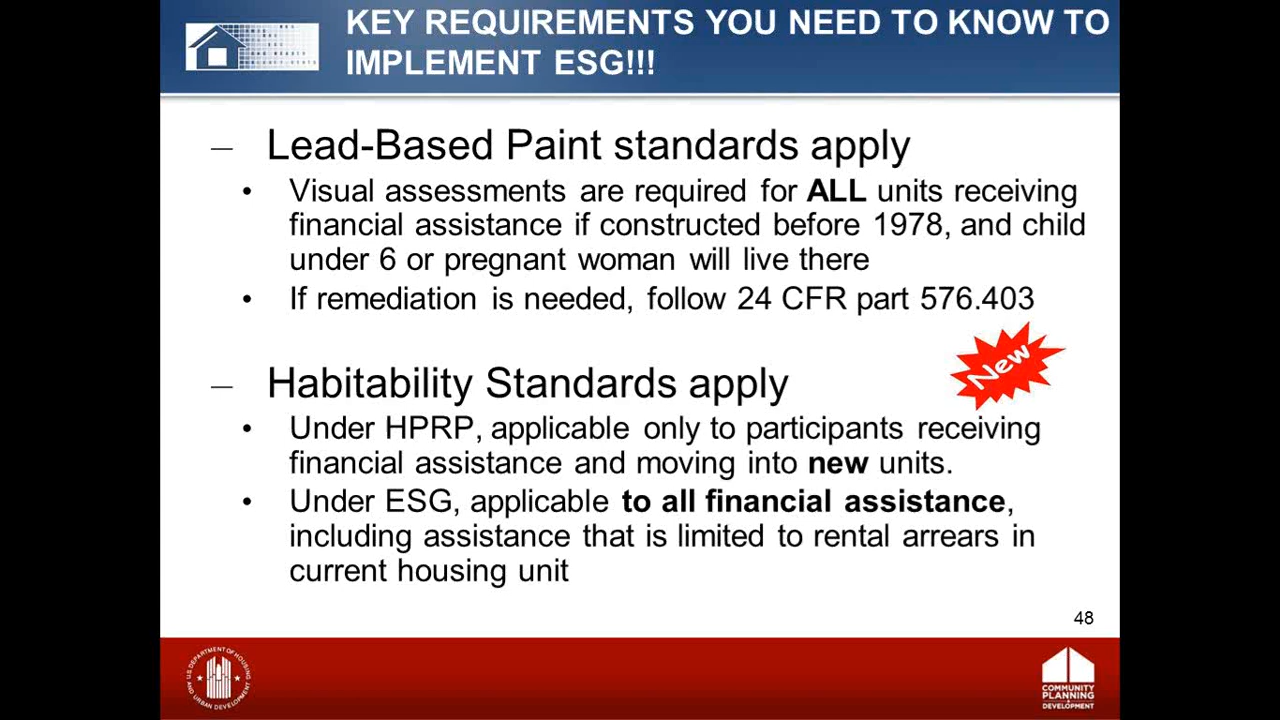 KEY REQUIREMENTS YOU NEED TO KNOW TO
IMPLEMENT ESG!!!
– Lead-Based Paint standards apply
• Visual assessments are required for ALL units receiving
financial assistance if constructed before 1978, and child
under 6 or pregnant woman will live there
• If remediation is needed, follow 24 CFR part 576.403
New
– Habitability Standards apply
• Under HPRP, applicable only to participants receiving
financial assistance and moving into new units.
• Under ESG, applicable to all financial assistance,
including assistance that is limited to rental arrears in
current housing unit
48
U.S. DEPARTMENT OF HOUSING
AND URBAN DEVELOPMENT
COMMUNITY
PLANNING
DEVELOPMENT